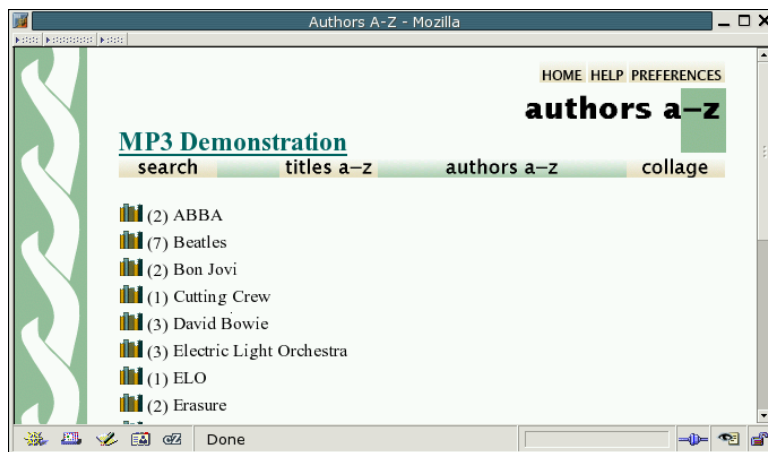 Authors A-Z - Mozilla
HOME HELP PREFERENCES
authors a–z
MP3 Demonstration
search titles a–z authors a–z collage
(2) ABBA
(7) Beatles
(2) Bon Jovi
(1) Cutting Crew
(3) David Bowie
(3) Electric Light Orchestra
(1) ELO
(2) Erasure
Done